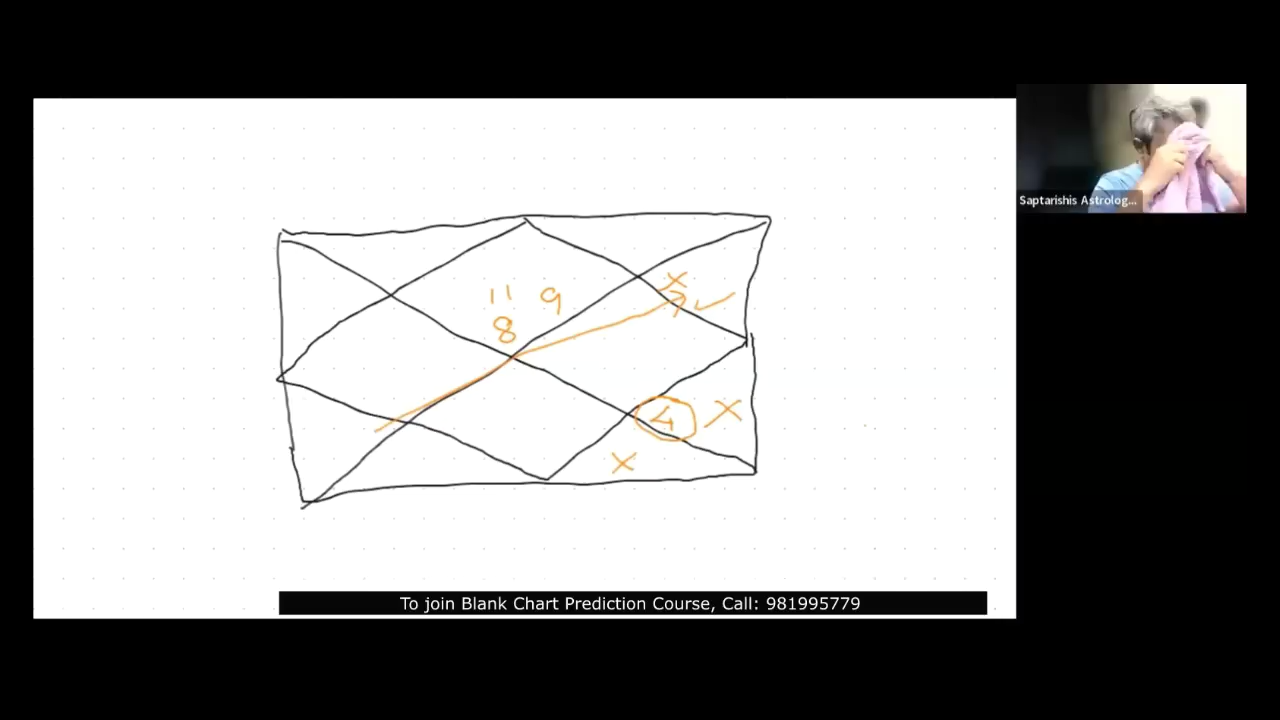 11 9
8
x
4 x
x
Saptarishis Astrolog...
To join Blank Chart Prediction Course, Call: 981995779